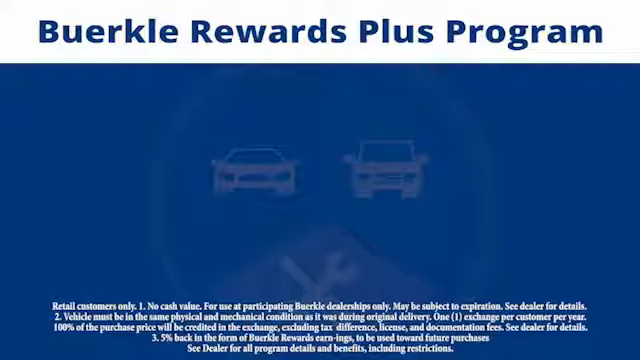 Buerkle Rewards Plus Program
Retail customers only. 1. No cash value. For use at participating Buerkle dealerships only. May be subject to expiration. See dealer for details.
2. Vehicle must be in the same physical and mechanical condition as it was during original delivery. One (1) exchange per customer per year.
100% of the purchase price will be credited in the exchange, excluding tax difference, license, and documentation fees. See dealer for details.
3. 5% back in the form of Buerkle Rewards earn-ings, to be used toward future purchases
See Dealer for all program details and benefits, including restrictions.